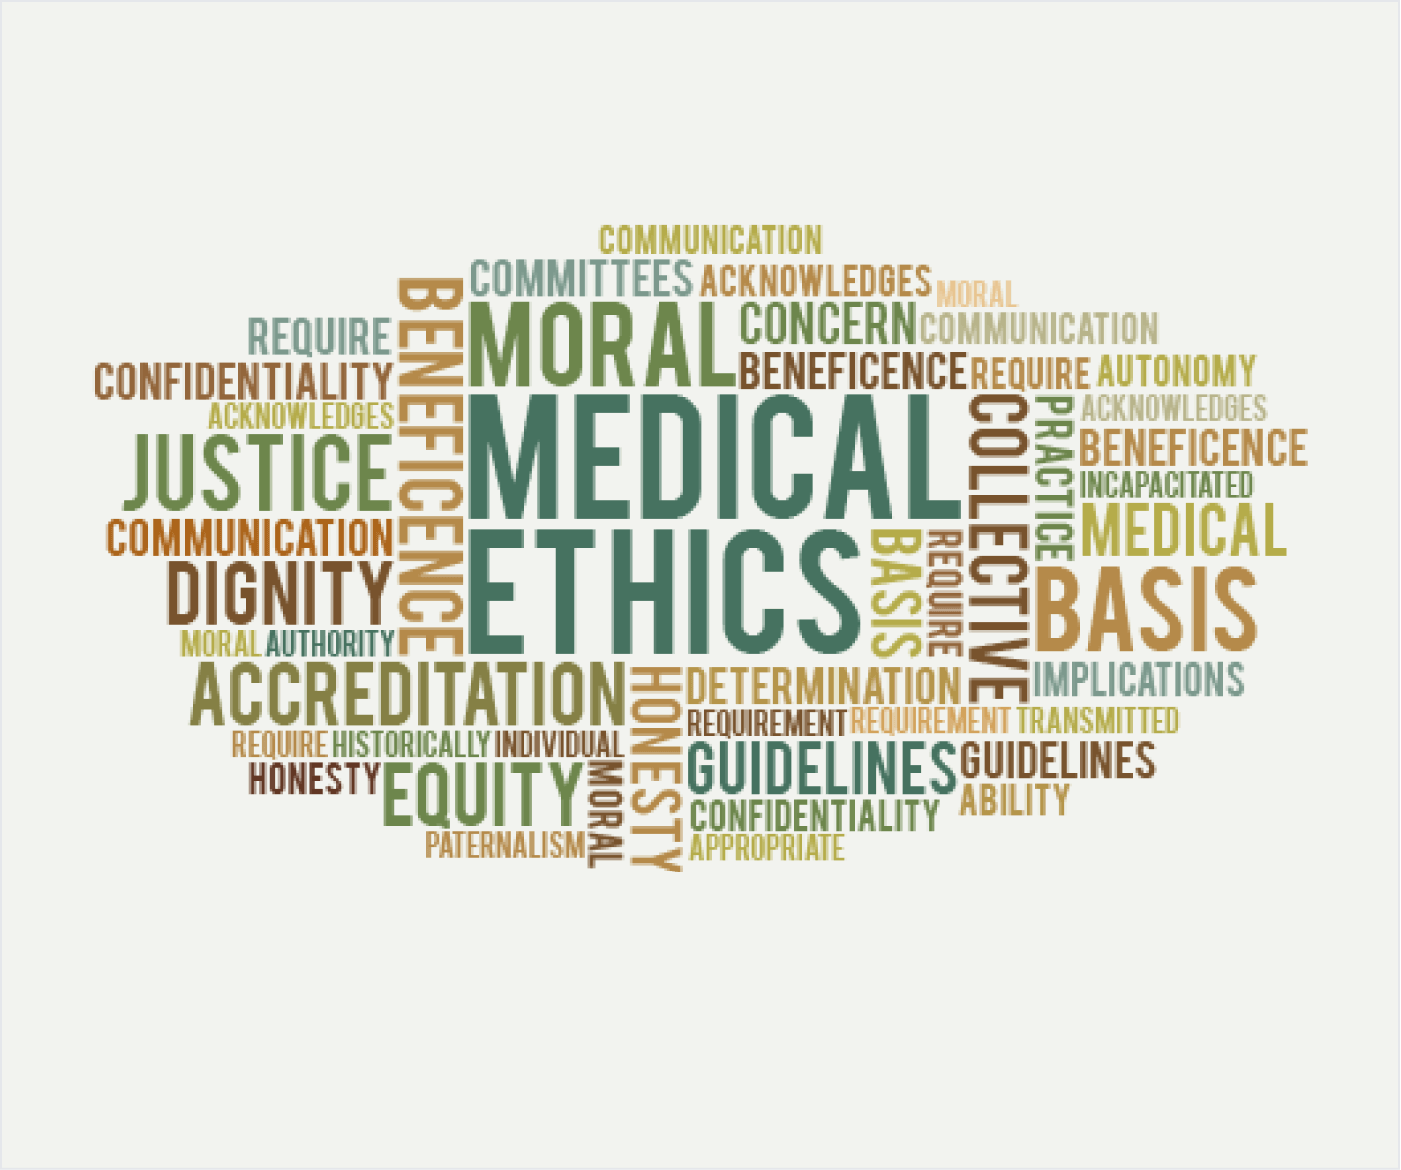 COMMUNICATION
COMMITTEES ACKNOWLEDGES
MORAL
BENEFICENCE
MORAL
CONCERN
COMMUNICATION
REQUIRE
CONFIDENTIALITY
BENEFICENCE
REQUIRE
AUTONOMY
ACKNOWLEDGES
JUSTICE
MEDICAL
ETHICS
COLLECTIVE
PRACTICE
ACKNOWLEDGES
BENEFICENCE
INCAPACITATED
MEDICAL
COMMUNICATION
DIGNITY
MORAL AUTHORITY
BASIS
REQUIRE
BASIS
IMPLICATIONS
ACCREDITATION
HONESTY
DETERMINATION
REQUIREMENT REQUIREMENT TRANSMITTED
REQUIRE HISTORICALLY INDIVIDUAL
HONESTY
EQUITY
MORAL
GUIDELINES
GUIDELINES
CONFIDENTIALITY
ABILITY
PATERNALISM
APPROPRIATE